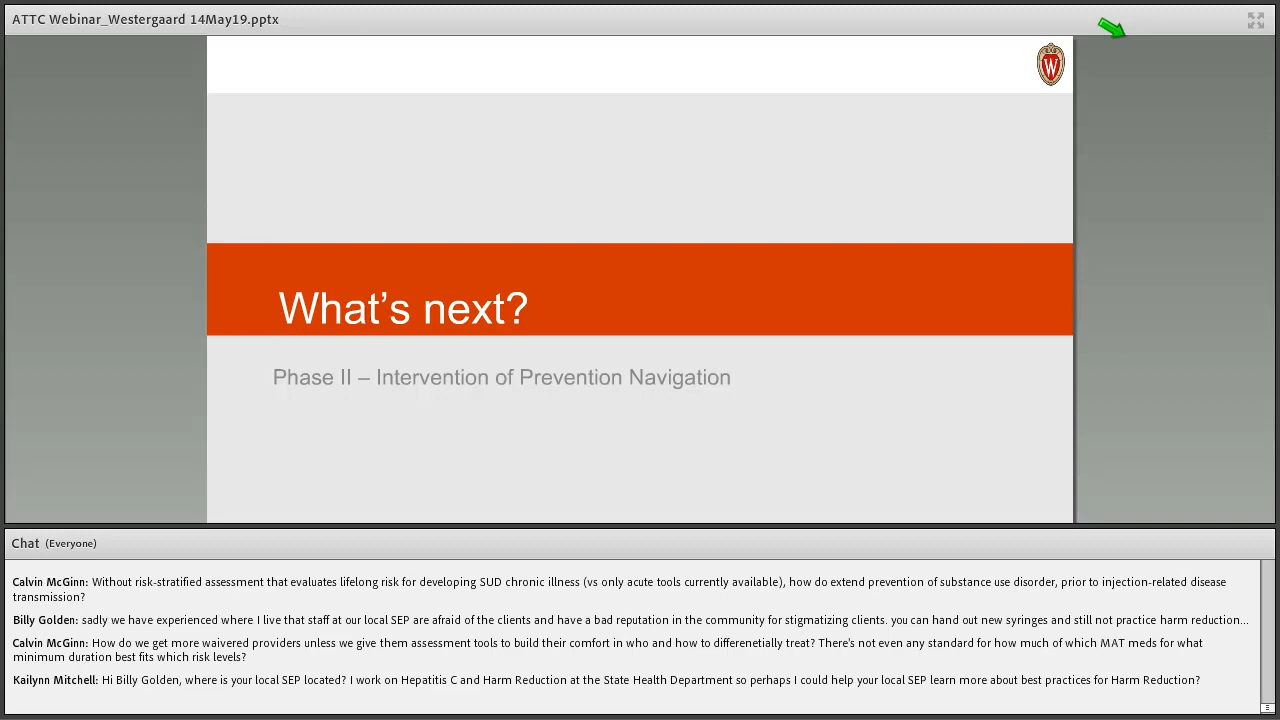 ATTC Webinar_Westergaard 14May19.pptx
W
What's next?
Phase II – Intervention of Prevention Navigation
Chat (Everyone)
Calvin McGinn: Without risk-stratified assessment that evaluates lifelong risk for developing SUD chronic illness (vs only acute tools currently available), how do extend prevention of substance use disorder, prior to injection-related disease
transmission?
Billy Golden: sadly we have experienced where I live that staff at our local SEP are afraid of the clients and have a bad reputation in the community for stigmatizing clients. you can hand out new syringes and still not practice harm reduction...
Calvin McGinn: How do we get more waivered providers unless we give them assessment tools to build their comfort in who and how to differenetially treat? There's not even any standard for how much of which MAT meds for what
minimum duration best fits which risk levels?
Kailynn Mitchell: Hi Billy Golden, where is your local SEP located? I work on Hepatitis C and Harm Reduction at the State Health Department so perhaps I could help your local SEP learn more about best practices for Harm Reduction?